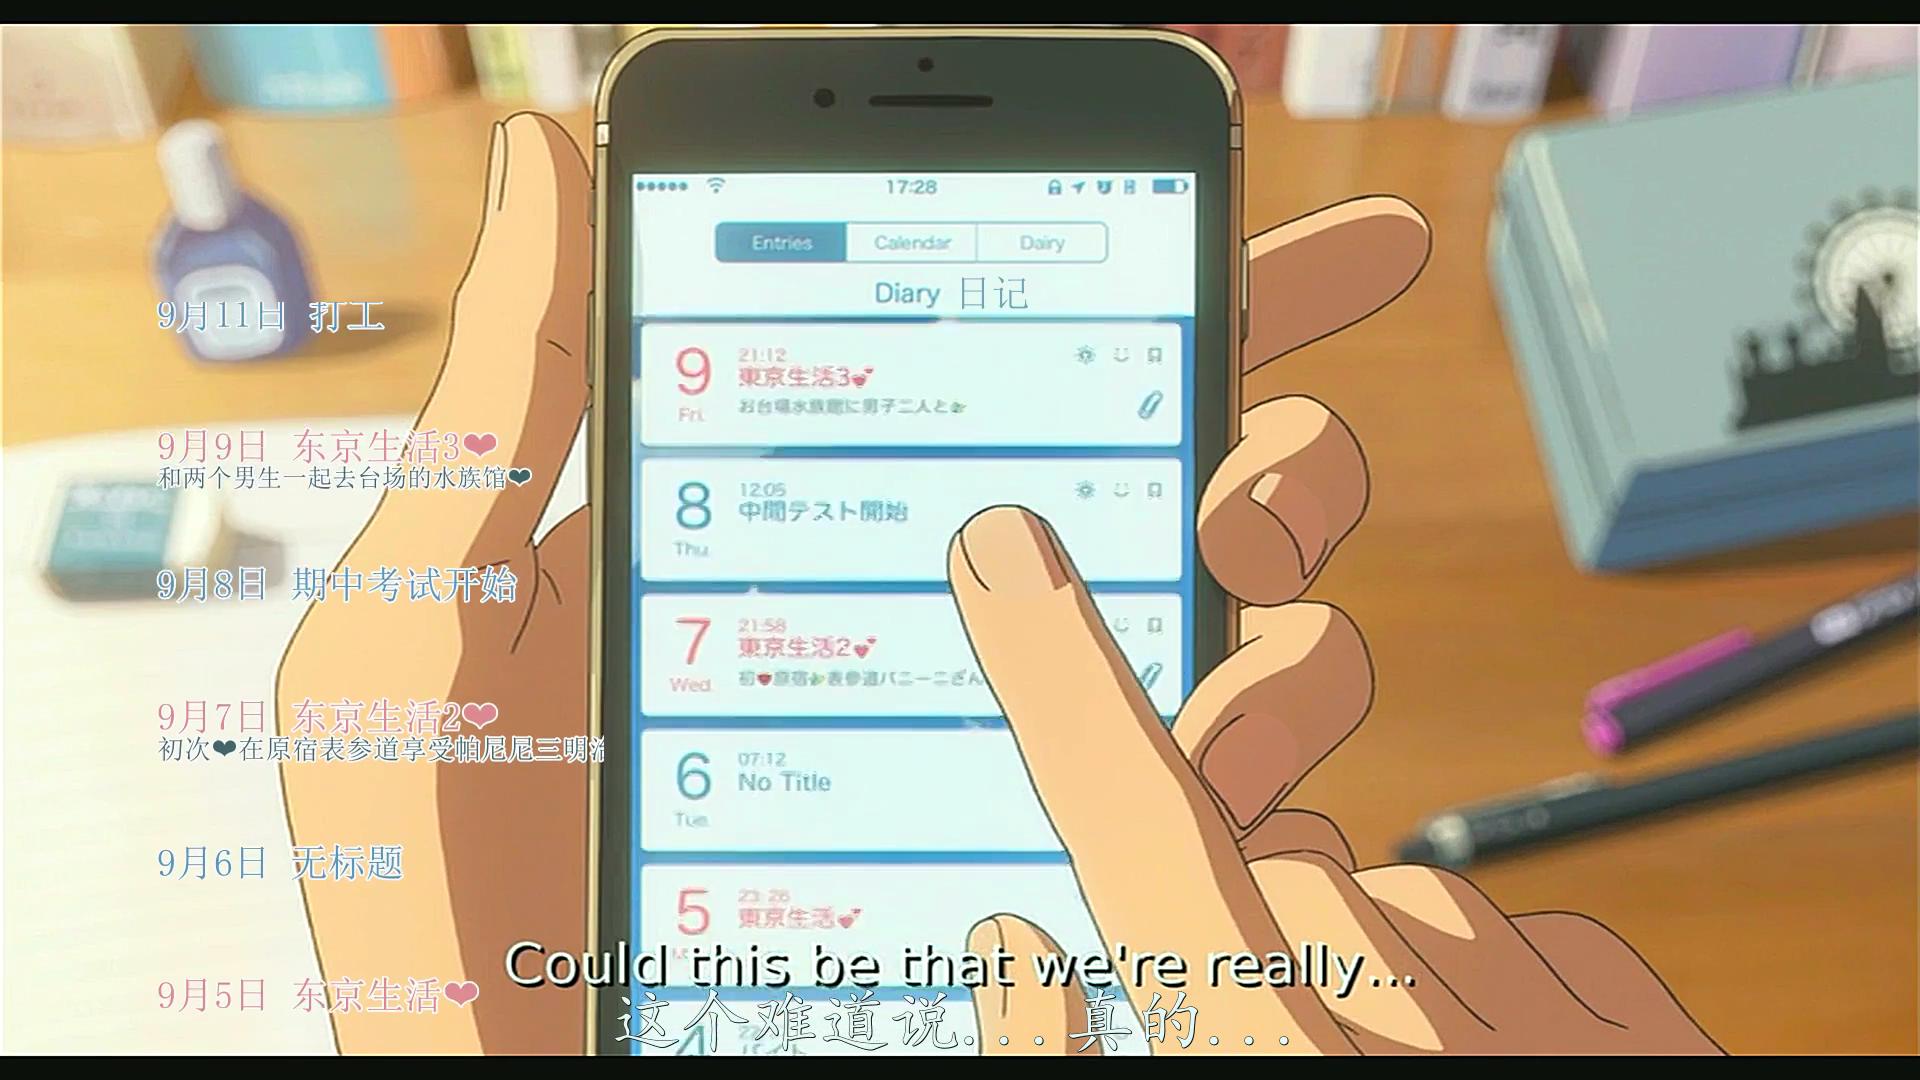 17:28
Entries Calendar Dairy
Diary 日记
9月11日 打工
21:12
9 東京生活3💕
Fri. お台場水族館に男子二人と
9月9日 东京生活3❤
和两个男生一起去台场的水族馆❤
12:05
8 中間テスト開始
Thu.
9月8日 期中考试开始
21:58
7 東京生活2💕
Wed. 初❤原宿 表参道パニーニざん
9月7日 东京生活2❤
初次❤在原宿表参道享受帕尼尼三明治
07:12
6 No Title
Tue.
9月6日 无标题
23:26
5 東京生活💕
9月5日 东京生活❤
Could this be that we're really...
这个难道说...真的...
4 バイト